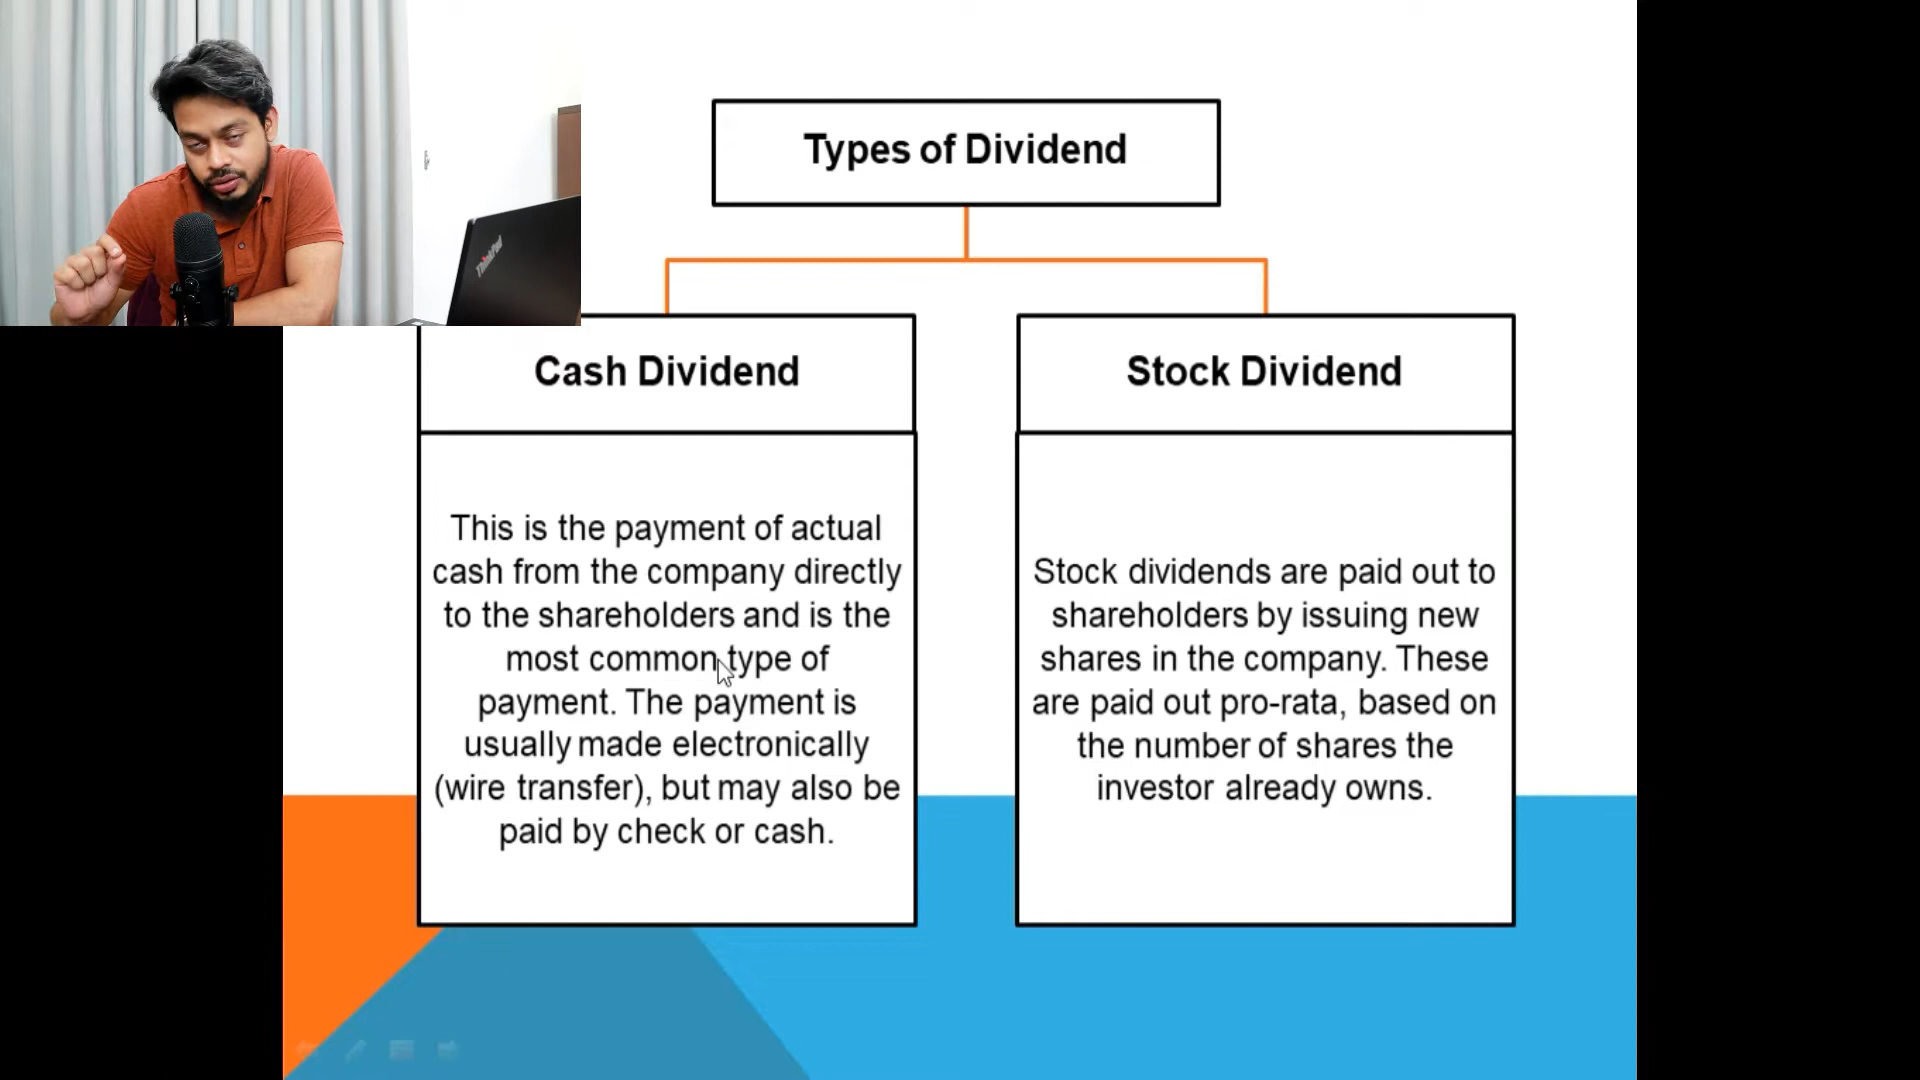 Types of Dividend
ThinkPad
Cash Dividend
Stock Dividend
This is the payment of actual
cash from the company directly
to the shareholders and is the
most common type of
payment. The payment is
usually made electronically
(wire transfer), but may also be
paid by check or cash.
Stock dividends are paid out to
shareholders by issuing new
shares in the company. These
are paid out pro-rata, based on
the number of shares the
investor already owns.